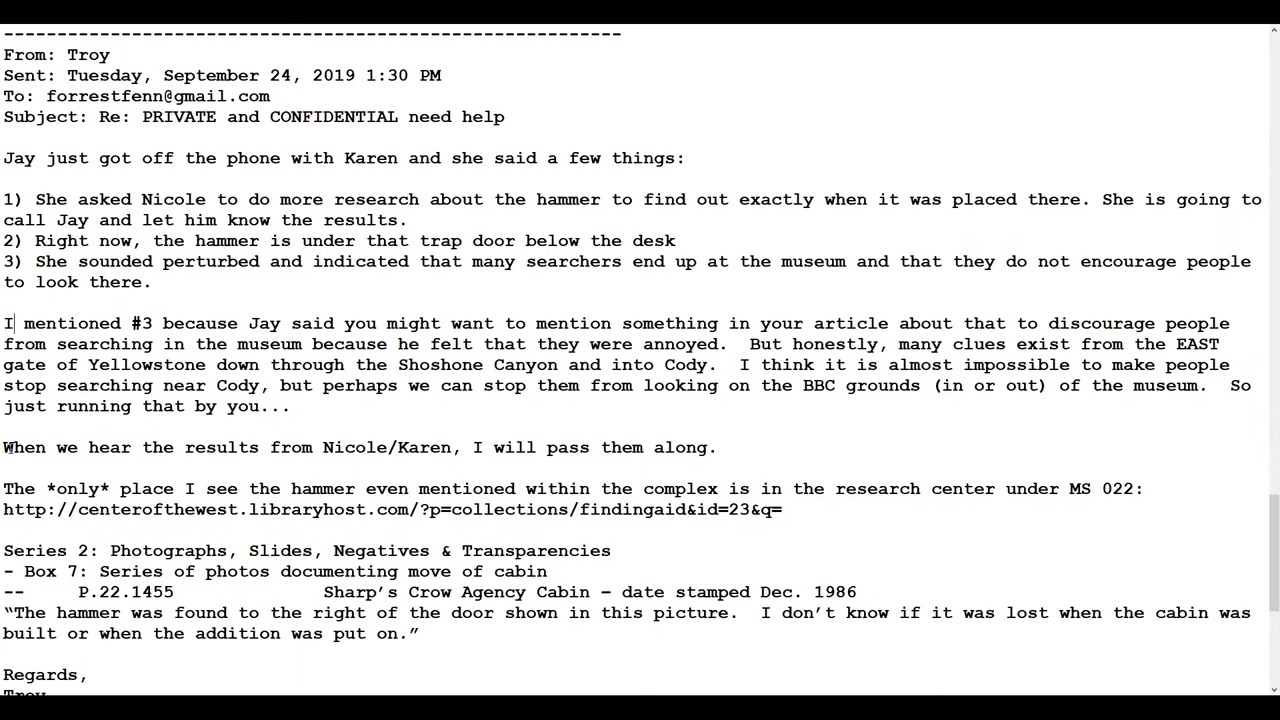 ----------------------------------------------------------
From: Troy
Sent: Tuesday, September 24, 2019 1:30 PM
To: forrestfenn@gmail.com
Subject: Re: PRIVATE and CONFIDENTIAL need help
Jay just got off the phone with Karen and she said a few things:
1) She asked Nicole to do more research about the hammer to find out exactly when it was placed there. She is going to
call Jay and let him know the results.
2) Right now, the hammer is under that trap door below the desk
3) She sounded perturbed and indicated that many searchers end up at the museum and that they do not encourage people
to look there.
I mentioned #3 because Jay said you might want to mention something in your article about that to discourage people
from searching in the museum because he felt that they were annoyed.  But honestly, many clues exist from the EAST
gate of Yellowstone down through the Shoshone Canyon and into Cody.  I think it is almost impossible to make people
stop searching near Cody, but perhaps we can stop them from looking on the BBC grounds (in or out) of the museum.  So
just running that by you...
When we hear the results from Nicole/Karen, I will pass them along.
The *only* place I see the hammer even mentioned within the complex is in the research center under MS 022:
http://centerofthewest.libraryhost.com/?p=collections/findingaid&id=23&q=
Series 2: Photographs, Slides, Negatives & Transparencies
- Box 7: Series of photos documenting move of cabin
--     P.22.1455              Sharp’s Crow Agency Cabin – date stamped Dec. 1986
“The hammer was found to the right of the door shown in this picture.  I don’t know if it was lost when the cabin was
built or when the addition was put on.”
Regards,
Troy